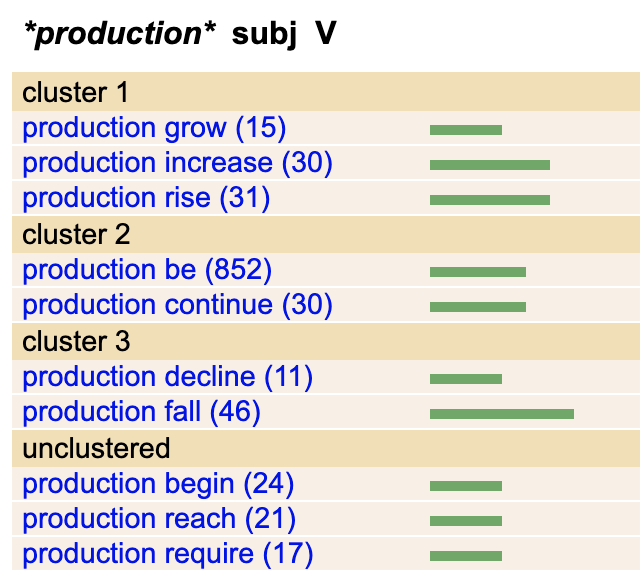 *production* subj V
cluster 1
production grow (15)
production increase (30)
production rise (31)
cluster 2
production be (852)
production continue (30)
cluster 3
production decline (11)
production fall (46)
unclustered
production begin (24)
production reach (21)
production require (17)